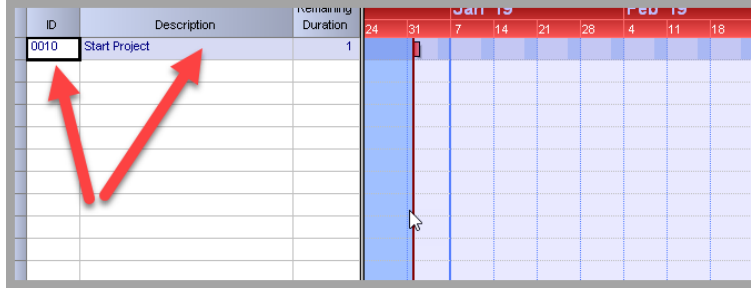 Remaining
Jan '19
Feb '19
ID
Description
Duration
24
31
7
14
21
28
4
11
18
0010
Start Project
1